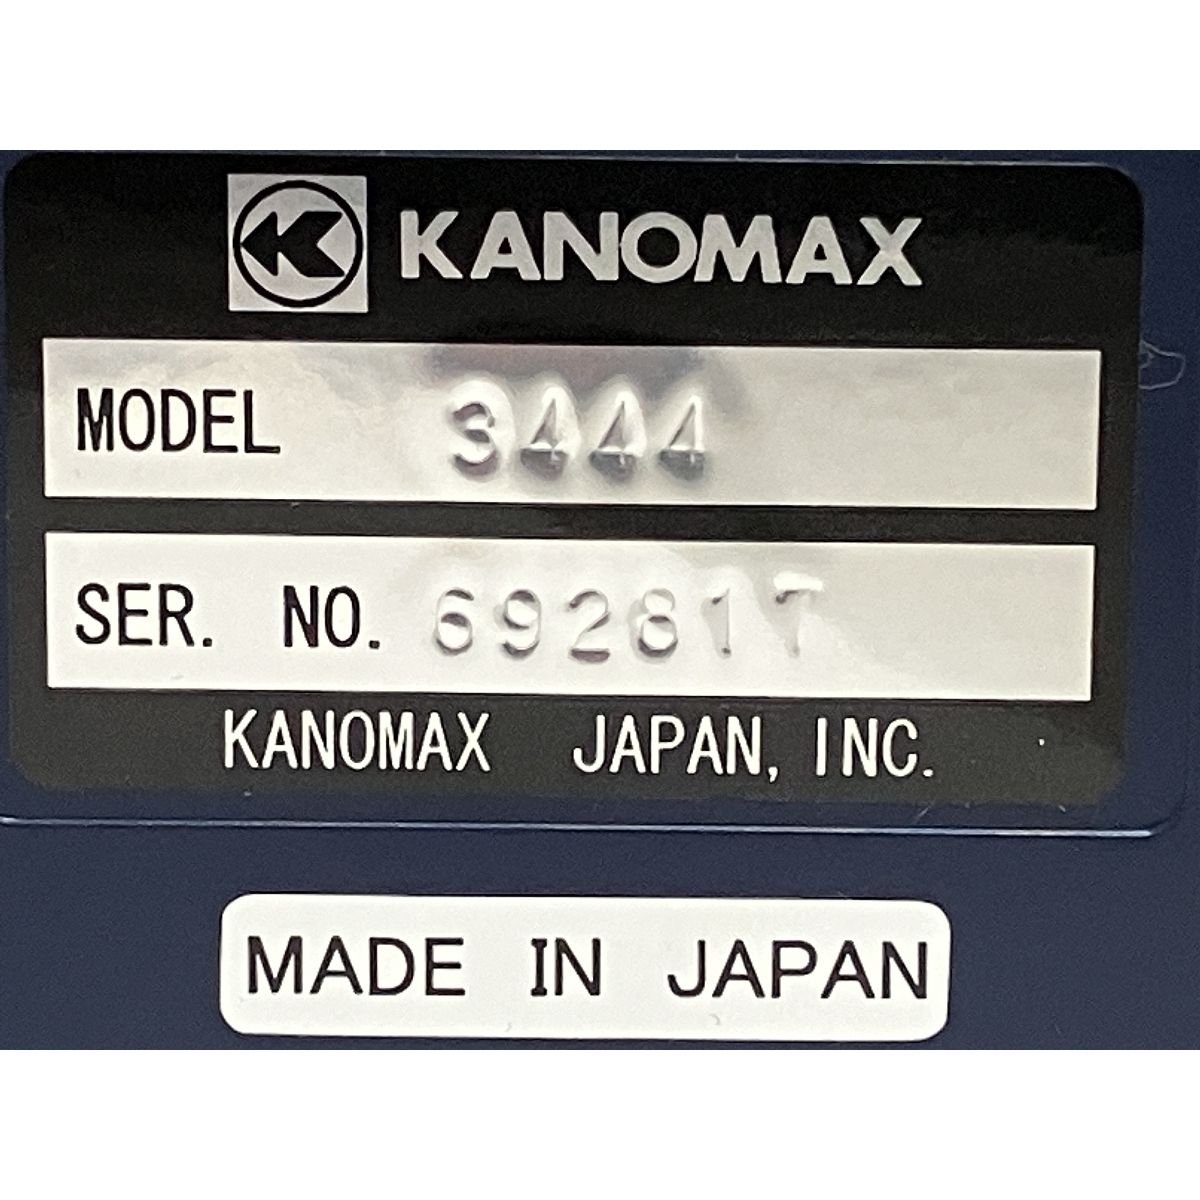 KANOMAX
MODEL 3444
SER. NO. 692817
KANOMAX JAPAN, INC.
MADE IN JAPAN